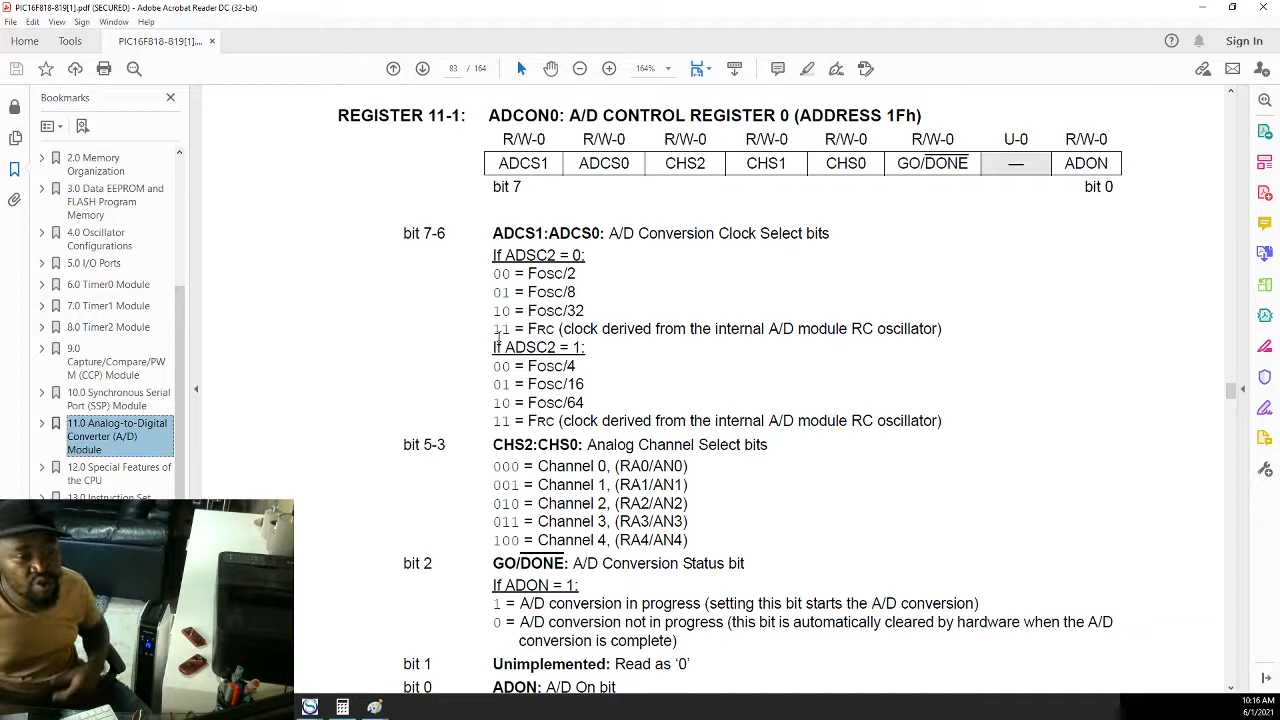 PIC16F818-819[1].pdf (SECURED) - Adobe Acrobat Reader DC (32-bit)
File Edit View Sign Window Help
Home Tools PIC16F818-819[1].... × Sign In
83 / 164 164%
Bookmarks
2.0 Memory
Organization
3.0 Data EEPROM and
FLASH Program
Memory
4.0 Oscillator
Configurations
5.0 I/O Ports
6.0 Timer0 Module
7.0 Timer1 Module
8.0 Timer2 Module
9.0
Capture/Compare/PW
M (CCP) Module
10.0 Synchronous Serial
Port (SSP) Module
11.0 Analog-to-Digital
Converter (A/D)
Module
12.0 Special Features of
the CPU
13.0 Instruction Set
REGISTER 11-1: ADCON0: A/D CONTROL REGISTER 0 (ADDRESS 1Fh)
R/W-0 R/W-0 R/W-0 R/W-0 R/W-0 R/W-0 U-0 R/W-0
ADCS1 ADCS0 CHS2 CHS1 CHS0 GO/DONE — ADON
bit 7 bit 0
bit 7-6 ADCS1:ADCS0: A/D Conversion Clock Select bits
If ADSC2 = 0:
00 = FOSC/2
01 = FOSC/8
10 = FOSC/32
11 = FRC (clock derived from the internal A/D module RC oscillator)
If ADSC2 = 1:
00 = FOSC/4
01 = FOSC/16
10 = FOSC/64
11 = FRC (clock derived from the internal A/D module RC oscillator)
bit 5-3 CHS2:CHS0: Analog Channel Select bits
000 = Channel 0, (RA0/AN0)
001 = Channel 1, (RA1/AN1)
010 = Channel 2, (RA2/AN2)
011 = Channel 3, (RA3/AN3)
100 = Channel 4, (RA4/AN4)
bit 2 GO/DONE: A/D Conversion Status bit
If ADON = 1:
1 = A/D conversion in progress (setting this bit starts the A/D conversion)
0 = A/D conversion not in progress (this bit is automatically cleared by hardware when the A/D
conversion is complete)
bit 1 Unimplemented: Read as ‘0’
bit 0 ADON: A/D On bit
10:16 AM
6/1/2021